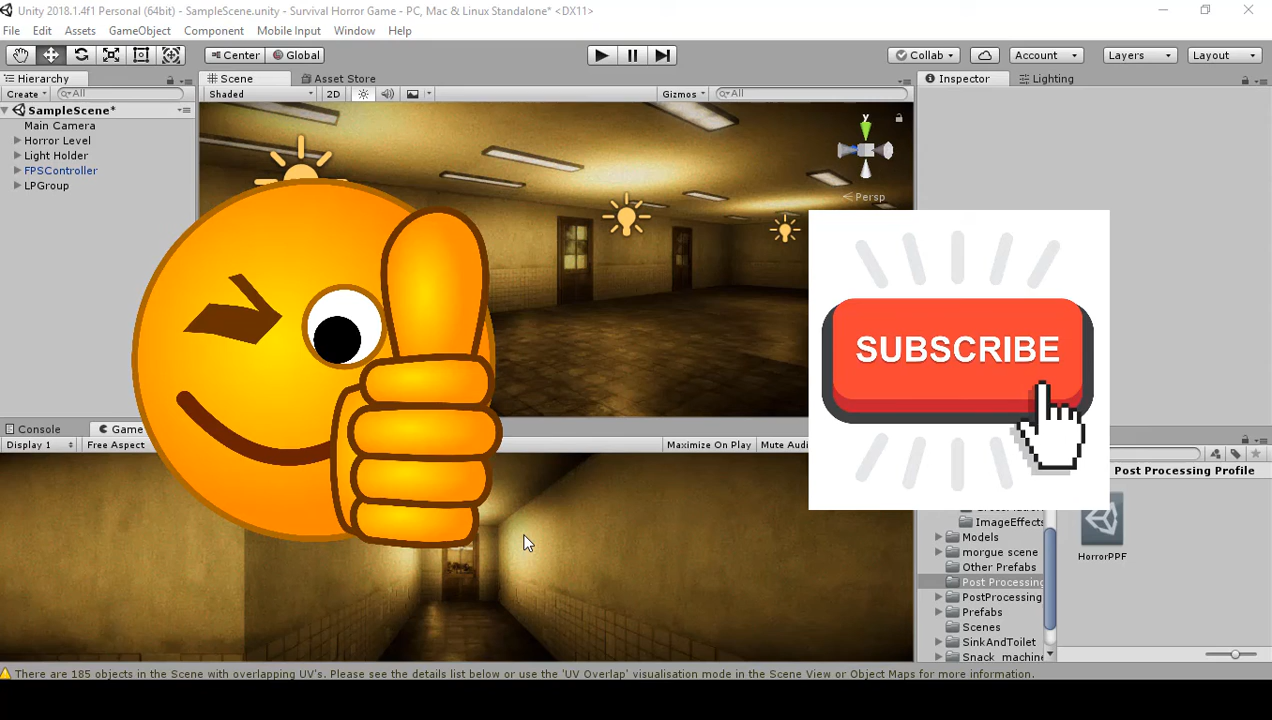 Unity 2018.1.4f1 Personal (64bit) - SampleScene.unity - Survival Horror Game - PC, Mac & Linux Standalone* <DX11>
File Edit Assets GameObject Component Mobile Input Window Help
Center Global Collab Account Layers Layout
Hierarchy Scene Asset Store Inspector Lighting
Create All Shaded 2D Gizmos All
SampleScene*
Main Camera
Horror Level
Light Holder
FPSController
LPGroup
y
Persp
SUBSCRIBE
Console Game
Display 1 Free Aspect Maximize On Play Mute Audi
Post Processing Profile
ImageEffects
Models
morgue scene
Other Prefabs
Post Processing
PostProcessing
Prefabs
Scenes
SinkAndToilet
Snack_machine
HorrorPPF
There are 185 objects in the Scene with overlapping UV's. Please see the details list below or use the 'UV Overlap' visualisation mode in the Scene View or Object Maps for more information.